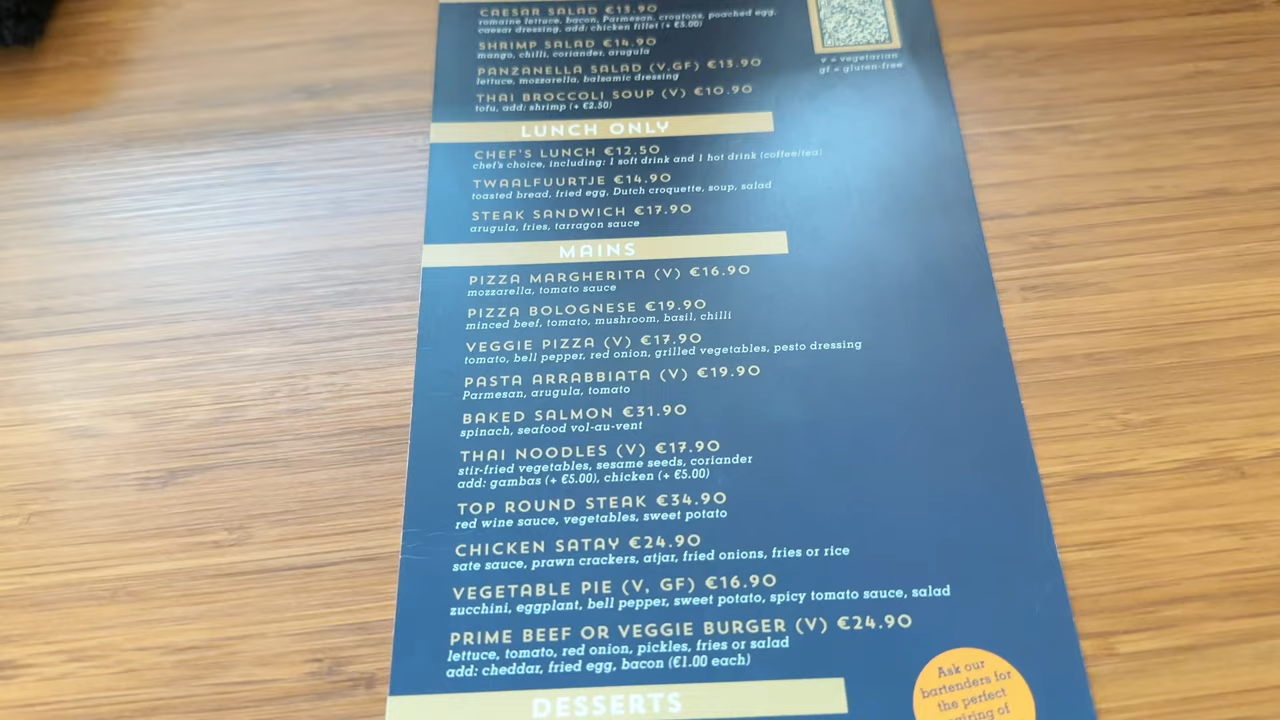 CAESAR SALAD €13.90
romaine lettuce, bacon, Parmesan, croutons, poached egg,
caesar dressing, add: chicken fillet (+ €5.00)
SHRIMP SALAD €14.90
mango, chilli, coriander, arugula
PANZANELLA SALAD (V,GF) €13.90
lettuce, mozzarella, balsamic dressing
THAI BROCCOLI SOUP (V) €10.90
tofu, add: shrimp (+ €2.50)
v = vegetarian
gf = gluten-free
LUNCH ONLY
CHEF'S LUNCH €12.50
chef's choice, including: 1 soft drink and 1 hot drink (coffee/tea)
TWAALFUURTJE €14.90
toasted bread, fried egg, Dutch croquette, soup, salad
STEAK SANDWICH €17.90
arugula, fries, tarragon sauce
MAINS
PIZZA MARGHERITA (V) €16.90
mozzarella, tomato sauce
PIZZA BOLOGNESE €19.90
minced beef, tomato, mushroom, basil, chilli
VEGGIE PIZZA (V) €17.90
tomato, bell pepper, red onion, grilled vegetables, pesto dressing
PASTA ARRABBIATA (V) €19.90
Parmesan, arugula, tomato
BAKED SALMON €31.90
spinach, seafood vol-au-vent
THAI NOODLES (V) €17.90
stir-fried vegetables, sesame seeds, coriander
add: gambas (+ €5.00), chicken (+ €5.00)
TOP ROUND STEAK €34.90
red wine sauce, vegetables, sweet potato
CHICKEN SATAY €24.90
sate sauce, prawn crackers, atjar, fried onions, fries or rice
VEGETABLE PIE (V, GF) €16.90
zucchini, eggplant, bell pepper, sweet potato, spicy tomato sauce, salad
PRIME BEEF OR VEGGIE BURGER (V) €24.90
lettuce, tomato, red onion, pickles, fries or salad
add: cheddar, fried egg, bacon (€1.00 each)
DESSERTS
Ask our
bartenders for
the perfect
of